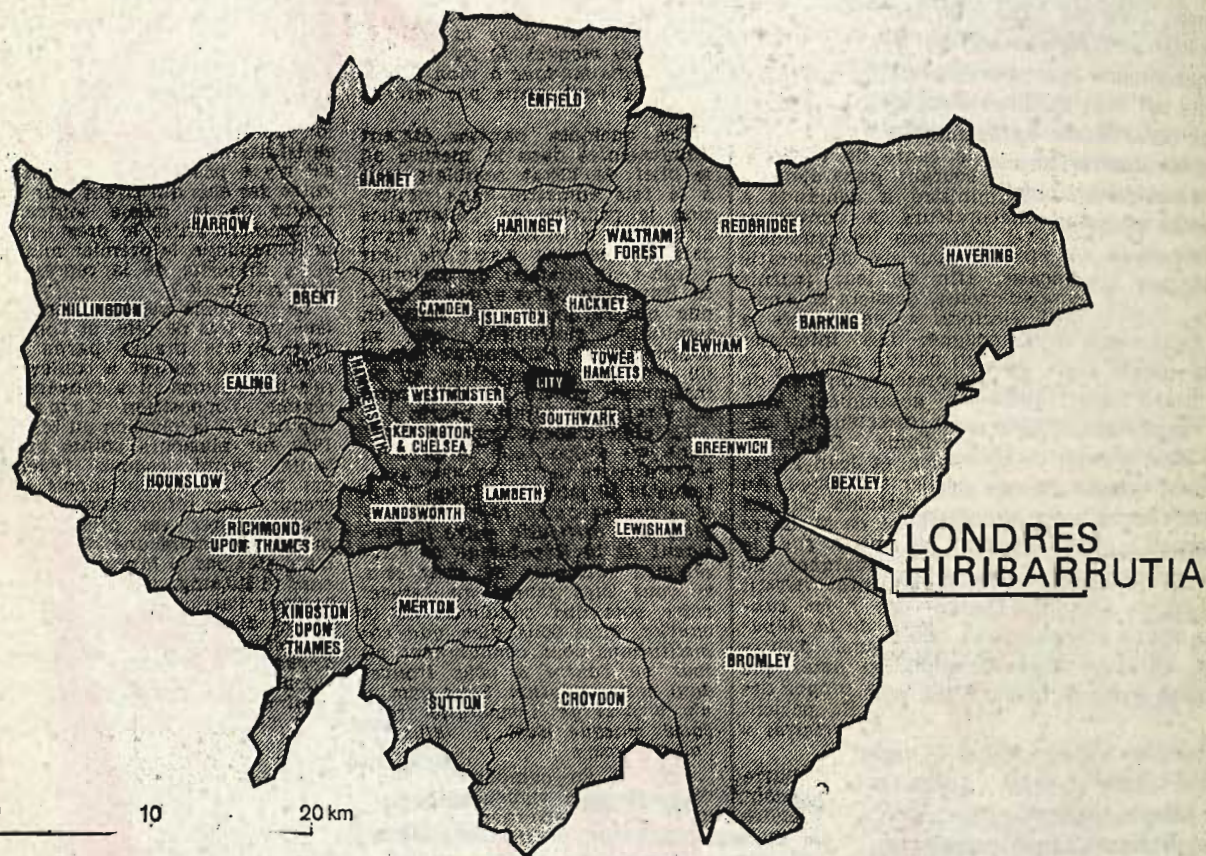 ENFIELD
BARNET
HARROW
HARINGEY
WALTRAM
FOREST
REDBRIDGE
HAVERING
HILLINGDON
BRENT
CAMDEN
ISLINGTON
HACKNEY
BARKING
NEWHAM
EALING
TOWER
HAMLETS
HAMMERSMITH
WESTMINSTER
CITY
KENSINGTON
& CHELSEA
SOUTHWARK
GREENWICH
BEXLEY
HOUNSLOW
LAMBETH
WANDSWORTH
RICHMOND
UPON THAMES
LEWISHAM
LONDRES
HIRIBARRUTIA
KINGSTON
UPON
THAMES
MERTON
BROMLEY
SUTTON
CROYDON
10 20 km